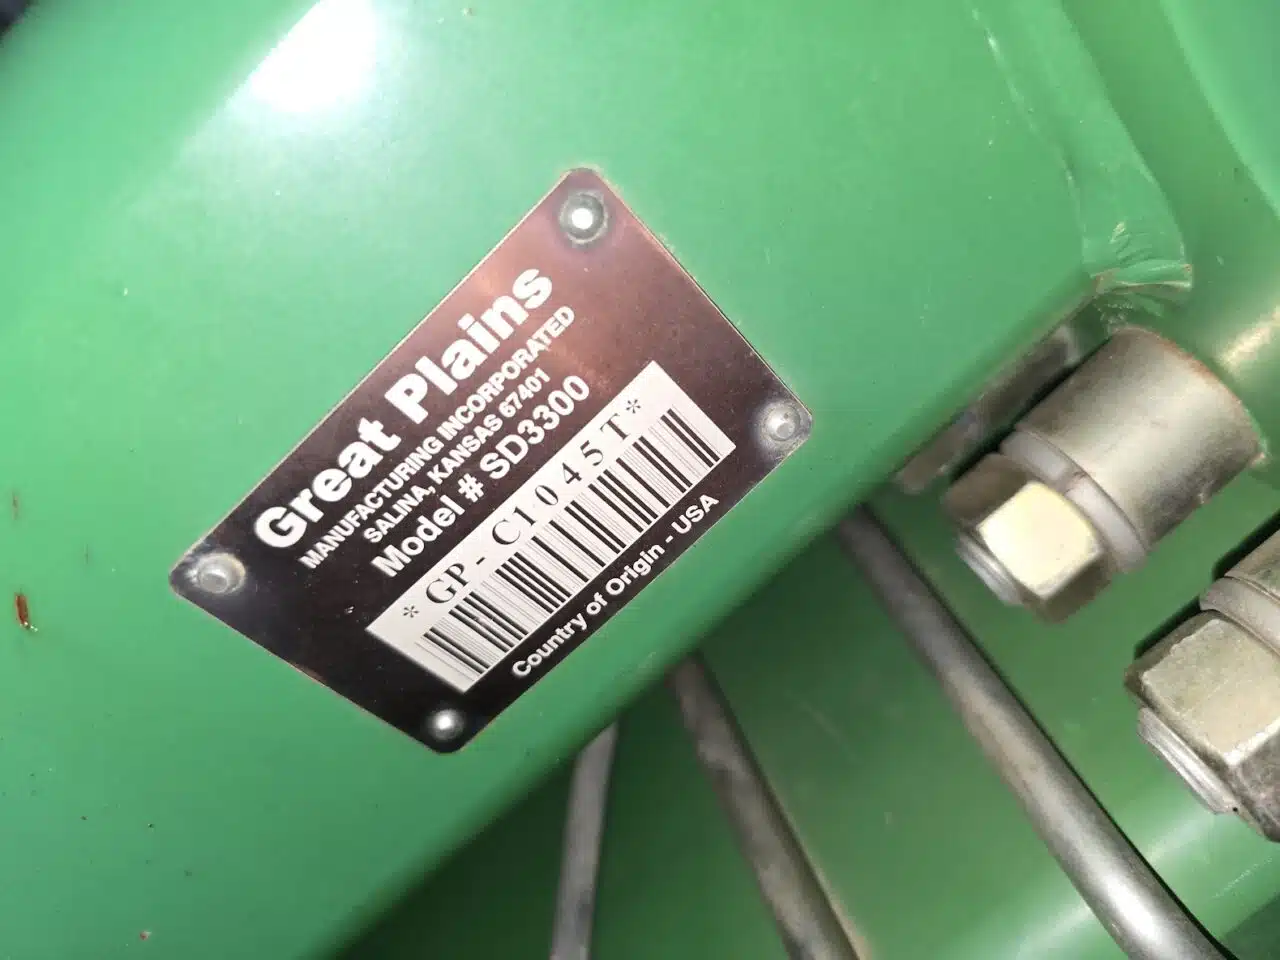 Great Plains
MANUFACTURING INCORPORATED
SALINA, KANSAS 67401
Model # SD3300
*GP-C1045T*
Country of Origin - USA